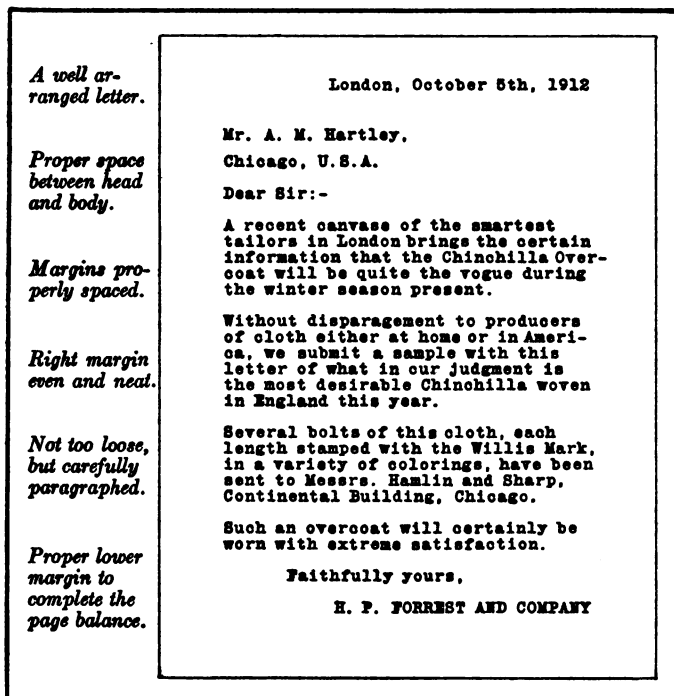 A well ar-
ranged letter.
Proper space
between head
and body.
Margins pro-
perly spaced.
Right margin
even and neat.
Not too loose,
but carefully
paragraphed.
Proper lower
margin to
complete the
page balance.
London, October 5th, 1912
Mr. A. M. Hartley,
Chicago, U.S.A.
Dear Sir:-
A recent canvase of the smartest
tailors in London brings the certain
information that the Chinchilla Over-
coat will be quite the vogue during
the winter season present.
Without disparagement to producers
of cloth either at home or in Ameri-
ca, we submit a sample with this
letter of what in our judgment is
the most desirable Chinchilla woven
in England this year.
Several bolts of this cloth, each
length stamped with the Willis Mark,
in a variety of colorings, have been
sent to Messrs. Hamlin and Sharp,
Continental Building, Chicago.
Such an overcoat will certainly be
worn with extreme satisfaction.
Faithfully yours,
H. P. FORREST AND COMPANY